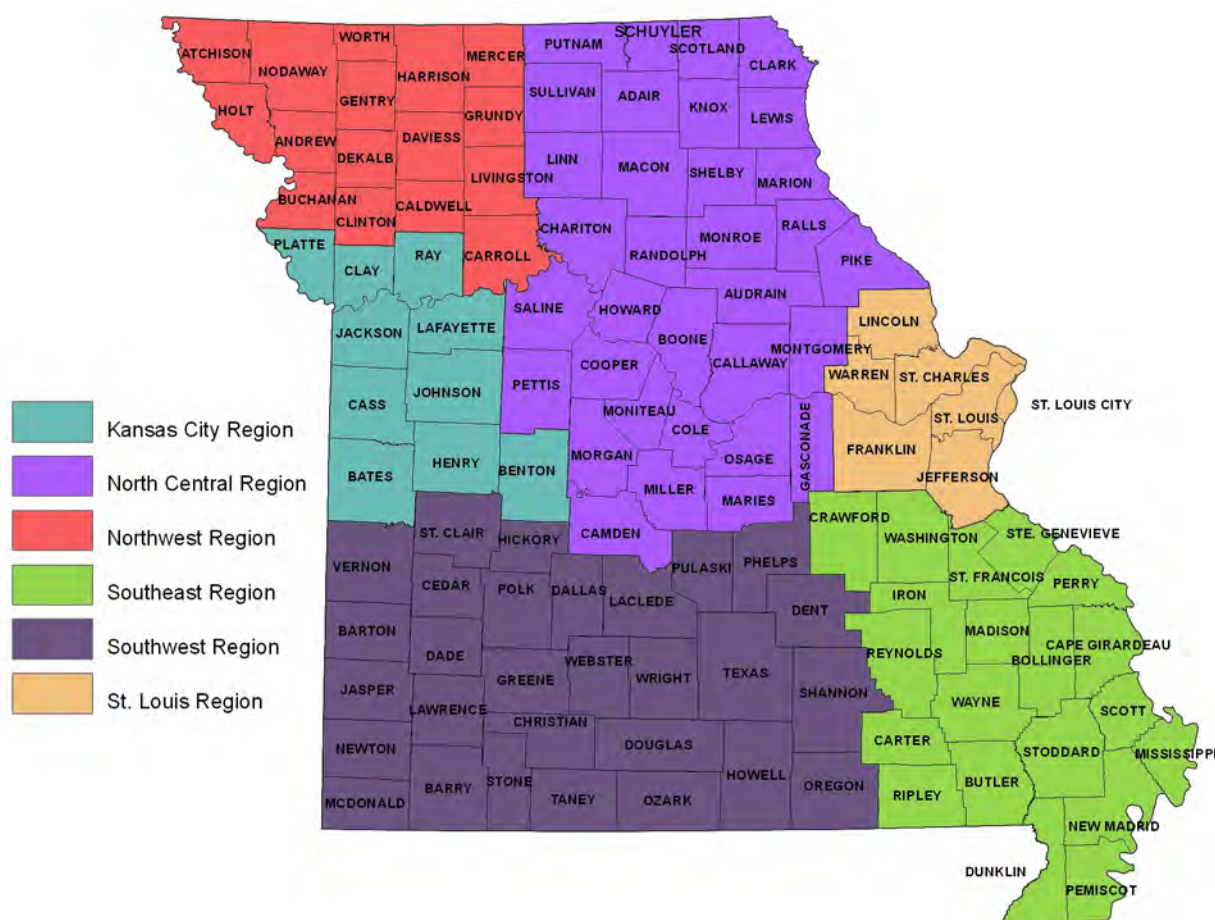 SCHUYLER
WORTH
PUTNAM
SCOTLAND
ATCHISON
MERCER
CLARK
NODAWAY
HARRISON
SULLIVAN
ADAIR
KNOX
LEWIS
HOLT
GENTRY
GRUNDY
ANDREW
DAVIESS
DEKALB
LINN
MACON
SHELBY
MARION
LIVINGSTON
BUCHANAN
CLINTON
CALDWELL
CHARITON
RALLS
MONROE
PLATTE
RAY
CARROLL
RANDOLPH
PIKE
CLAY
AUDRAIN
SALINE
HOWARD
LINCOLN
JACKSON
LAFAYETTE
BOONE
MONTGOMERY
COOPER
CALLAWAY
WARREN
ST. CHARLES
PETTIS
JOHNSON
CASS
MONITEAU
ST. LOUIS
ST. LOUIS CITY
COLE
Kansas City Region
FRANKLIN
GASCONADE
HENRY
BENTON
MORGAN
OSAGE
BATES
JEFFERSON
North Central Region
MILLER
MARIES
CRAWFORD
ST. CLAIR
HICKORY
CAMDEN
WASHINGTON
STE. GENEVIEVE
Northwest Region
VERNON
PULASKI
PHELPS
ST. FRANCOIS
PERRY
CEDAR
POLK
DALLAS
LACLEDE
IRON
DENT
Southeast Region
BARTON
MADISON
CAPE GIRARDEAU
DADE
REYNOLDS
BOLLINGER
WEBSTER
Southwest Region
GREENE
WRIGHT
TEXAS
JASPER
SHANNON
WAYNE
St. Louis Region
LAWRENCE
SCOTT
CHRISTIAN
NEWTON
DOUGLAS
CARTER
STODDARD
MISSISSIPPI
HOWELL
BARRY
STONE
OREGON
BUTLER
RIPLEY
MCDONALD
TANEY
OZARK
NEW MADRID
DUNKLIN
PEMISCOT